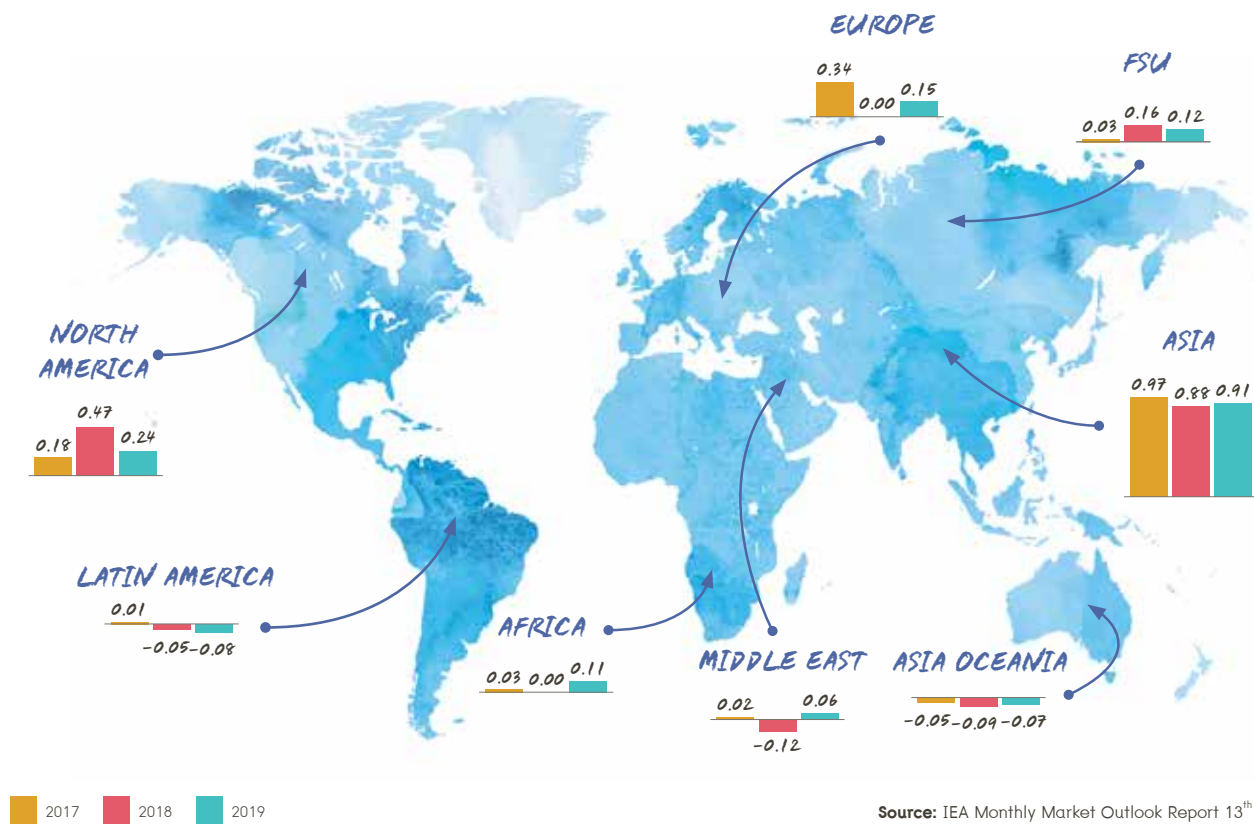 EUROPE
0.34
0.00
0.15
FSU
0.03
0.16
0.12
NORTH
AMERICA
0.18
0.47
0.24
ASIA
0.97
0.88
0.91
LATIN AMERICA
0.01
-0.05
-0.08
AFRICA
0.03
0.00
0.11
MIDDLE EAST
0.02
-0.12
0.06
ASIA OCEANIA
-0.05
-0.09
-0.07
2017
2018
2019
Source: IEA Monthly Market Outlook Report 13th